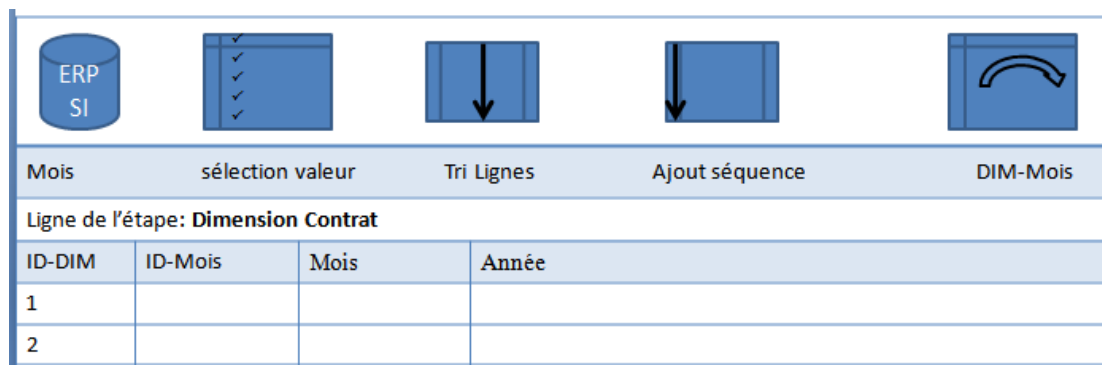 ERP
SI
Mois sélection valeur Tri Lignes Ajout séquence DIM-Mois
Ligne de l'étape: Dimension Contrat
ID-DIM ID-Mois Mois Année
1
2